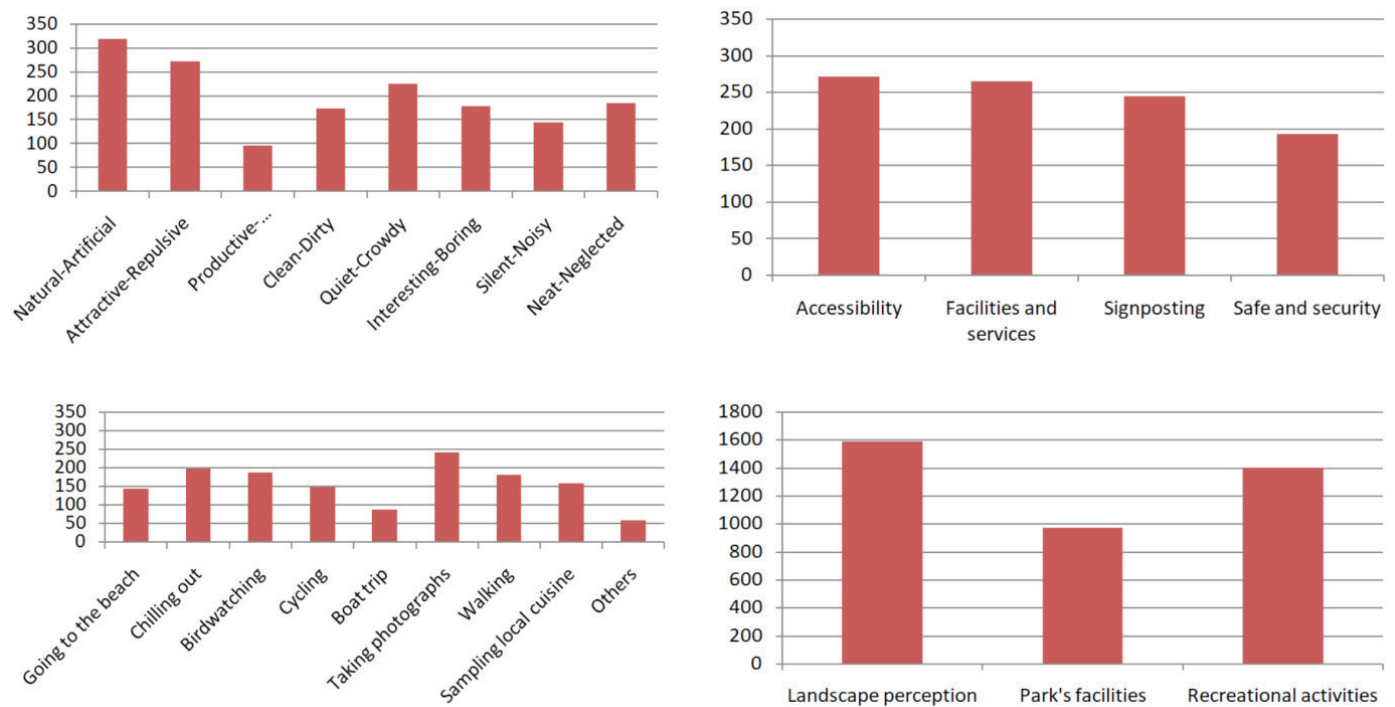 350
300
250
200
150
100
50
0
Natural-Artificial
Attractive-Repulsive
Productive-...
Clean-Dirty
Quiet-Crowdy
Interesting-Boring
Silent-Noisy
Neat-Neglected
350
300
250
200
150
100
50
0
Accessibility
Facilities and
services
Signposting
Safe and security
350
300
250
200
150
100
50
0
Going to the beach
Chilling out
Birdwatching
Cycling
Boat trip
Taking photographs
Walking
Sampling local cuisine
Others
1800
1600
1400
1200
1000
800
600
400
200
0
Landscape perception
Park's facilities
Recreational activities